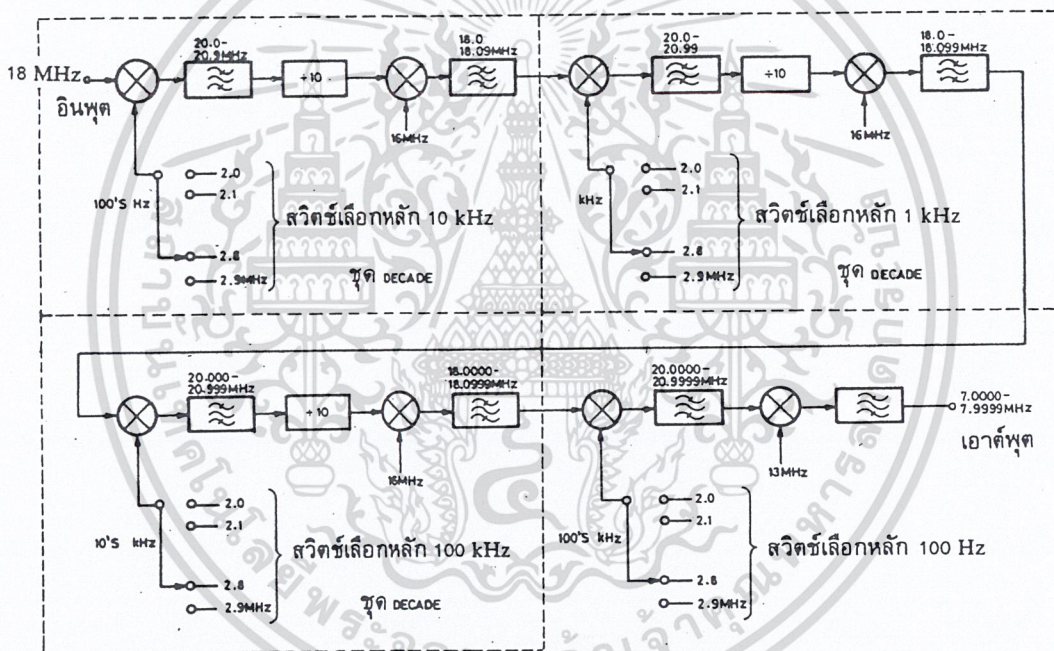 18 MHz
อินพุต
20.0-
20.9MHz
÷10
16MHz
18.0
18.09MHz
100'S Hz
2.0
2.1
2.8
2.9MHz
สวิตช์เลือกหลัก 10 kHz
ชุด DECADE
20.0-
20.99
÷10
16MHz
18.0-
18.099MHz
kHz
2.0
2.1
2.8
2.9MHz
สวิตช์เลือกหลัก 1 kHz
ชุด DECADE
20.000-
20.999MHz
÷10
16MHz
18.0000-
18.0999MHz
10'S kHz
2.0
2.1
2.8
2.9MHz
สวิตช์เลือกหลัก 100 kHz
ชุด DECADE
20.0000-
20.9999MHz
13MHz
7.0000-
7.9999MHz
เอาต์พุต
100'S kHz
2.0
2.1
2.8
2.9MHz
สวิตช์เลือกหลัก 100 Hz